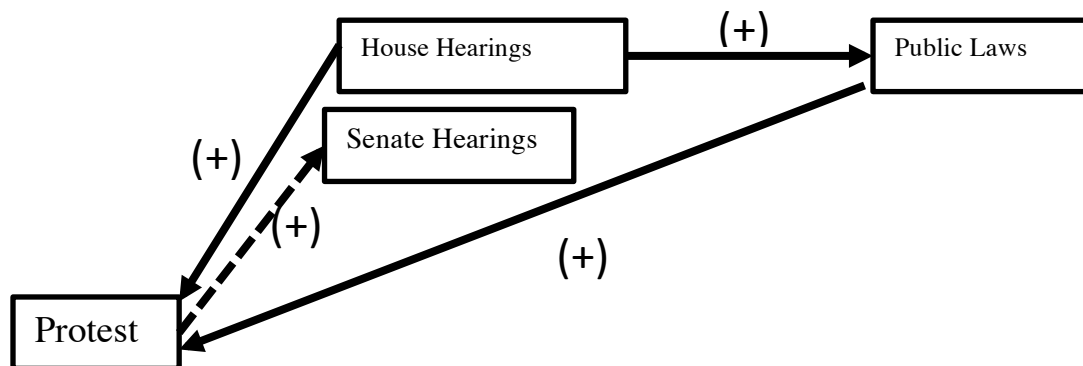 (+)
House Hearings
Public Laws
Senate Hearings
(+)
(+)
(+)
Protest